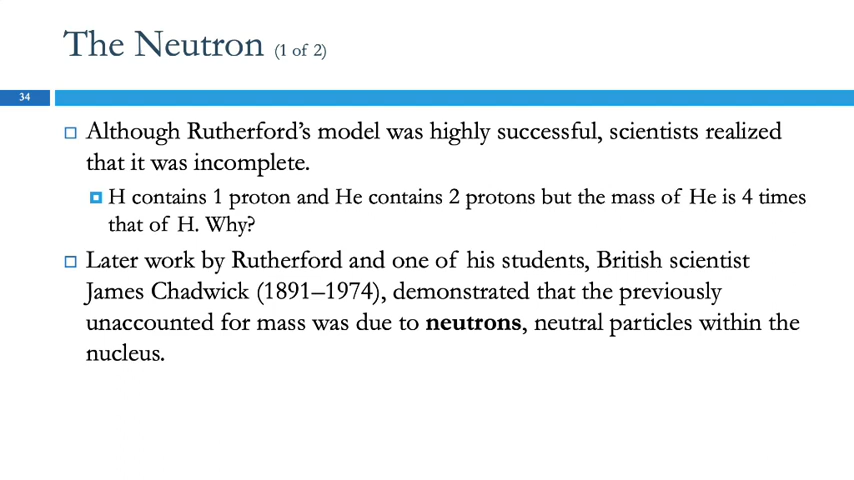 The Neutron (1 of 2)
34
Although Rutherford’s model was highly successful, scientists realized
that it was incomplete.
H contains 1 proton and He contains 2 protons but the mass of He is 4 times
that of H. Why?
Later work by Rutherford and one of his students, British scientist
James Chadwick (1891–1974), demonstrated that the previously
unaccounted for mass was due to neutrons, neutral particles within the
nucleus.